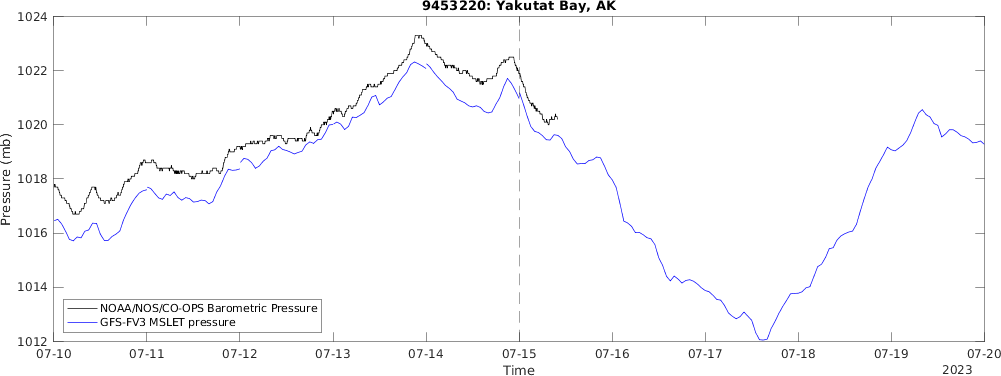 9453220: Yakutat Bay, AK
1024
1022
1020
1018
1016
1014
1012
Pressure (mb)
NOAA/NOS/CO-OPS Barometric Pressure
GFS-FV3 MSLET pressure
07-10 07-11 07-12 07-13 07-14 07-15 07-16 07-17 07-18 07-19 07-20
Time
2023